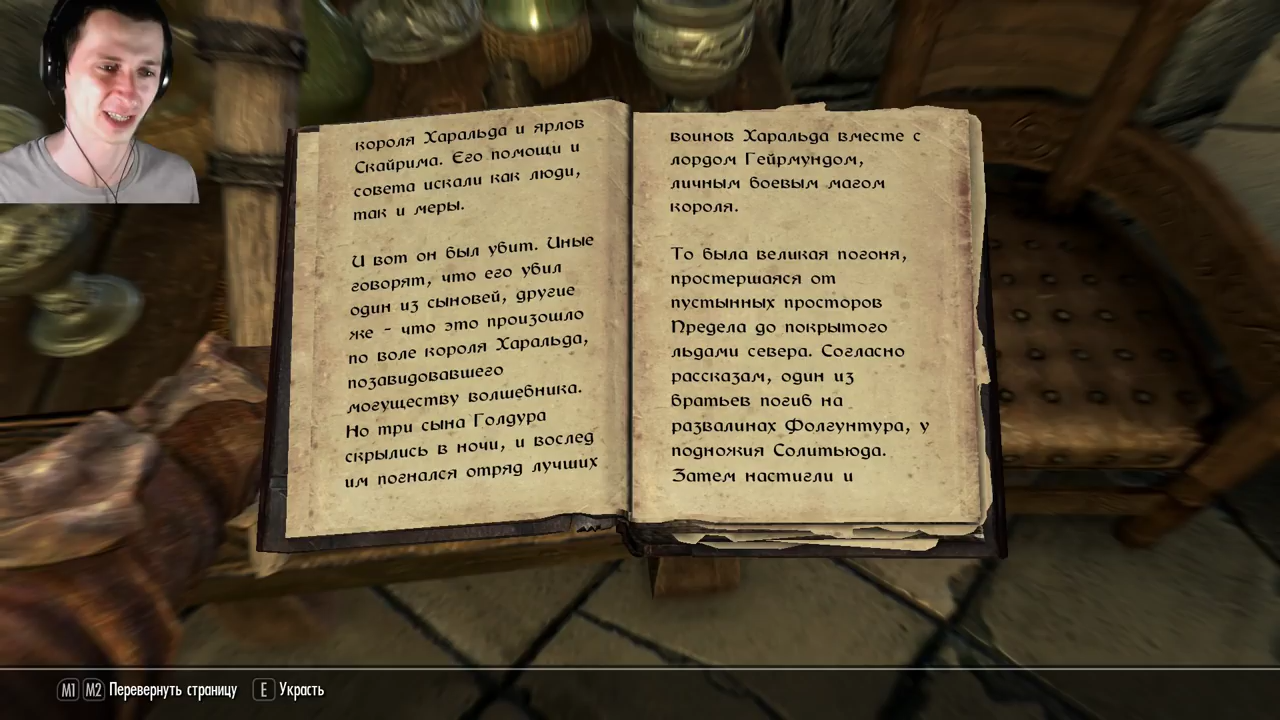 короля Харальда и ярлов
Скайрима. Его помощи и
совета искали как люди,
так и меры.
И вот он был убит. Иные
говорят, что его убил
один из сыновей, другие
же - что это произошло
по воле короля Харальда,
позавидовавшего
могуществу волшебника.
Но три сына Голдура
скрылись в ночи, и вослед
им погнался отряд лучших
воинов Харальда вместе с
лордом Гейрмундом,
личным боевым магом
короля.
То была великая погоня,
простершаяся от
пустынных просторов
Предела до покрытого
льдами севера. Согласно
рассказам, один из
братьев погиб на
развалинах Фолгунтура, у
подножия Солитьюда.
Затем настигли и
M1 M2 Перевернуть страницу E Украсть